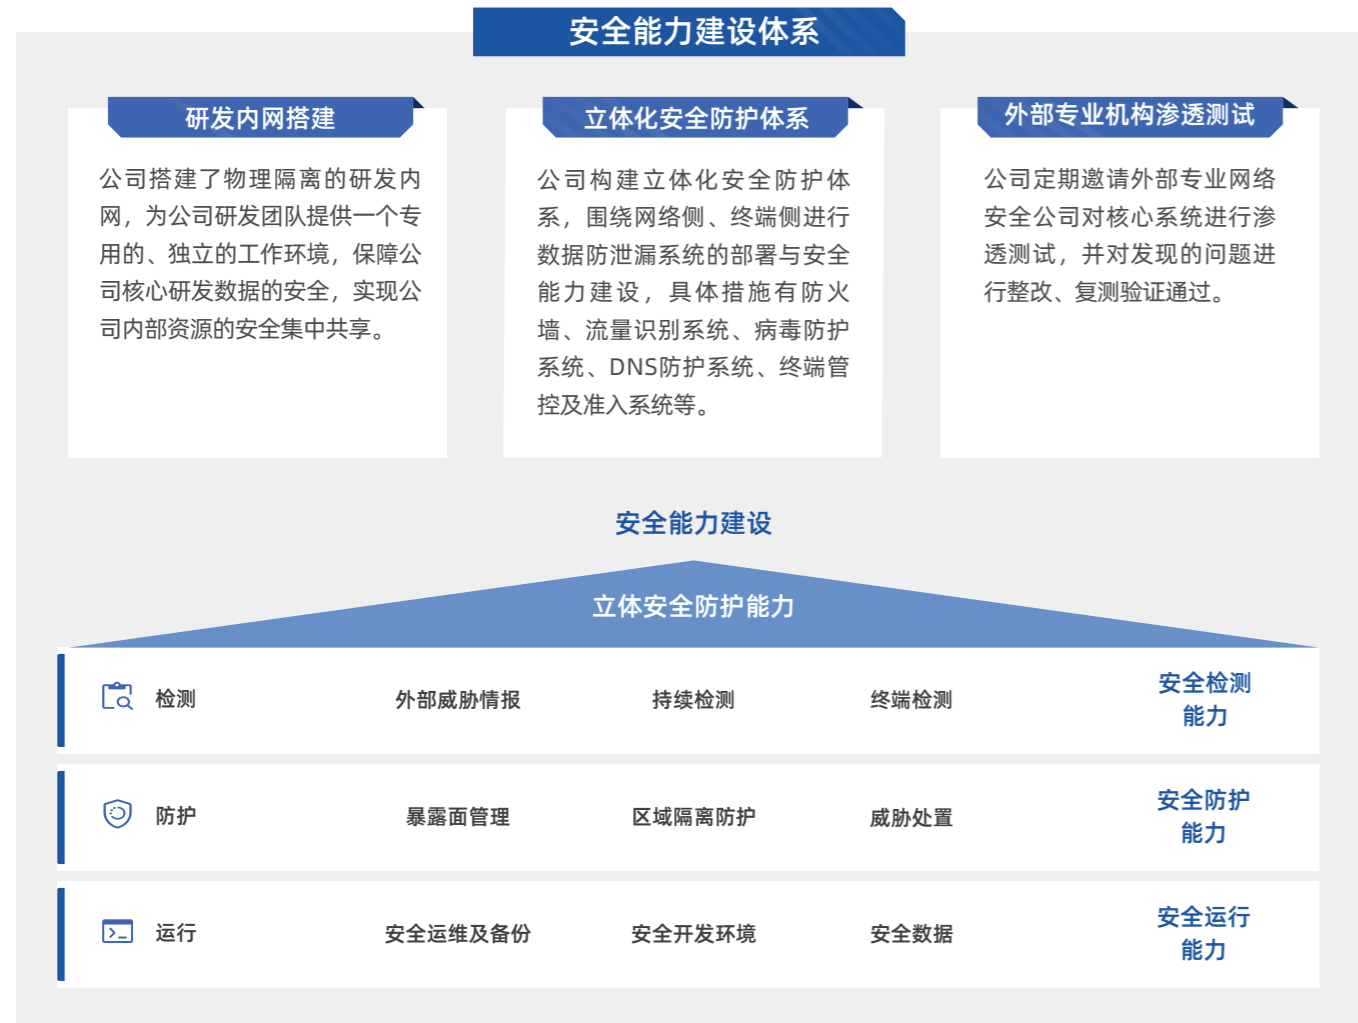 安全能力建设体系
研发内网搭建
公司搭建了物理隔离的研发内
网，为公司研发团队提供一个专
用的、独立的工作环境，保障公
司核心研发数据的安全，实现公
司内部资源的安全集中共享。
立体化安全防护体系
公司构建立体化安全防护体
系，围绕网络侧、终端侧进行
数据防泄漏系统的部署与安全
能力建设，具体措施有防火
墙、流量识别系统、病毒防护
系统、DNS防护系统、终端管
控及准入系统等。
外部专业机构渗透测试
公司定期邀请外部专业网络
安全公司对核心系统进行渗
透测试，并对发现的问题进
行整改、复测验证通过。
安全能力建设
立体安全防护能力
检测
外部威胁情报
持续检测
终端检测
安全检测
能力
防护
暴露面管理
区域隔离防护
威胁处置
安全防护
能力
运行
安全运维及备份
安全开发环境
安全数据
安全运行
能力